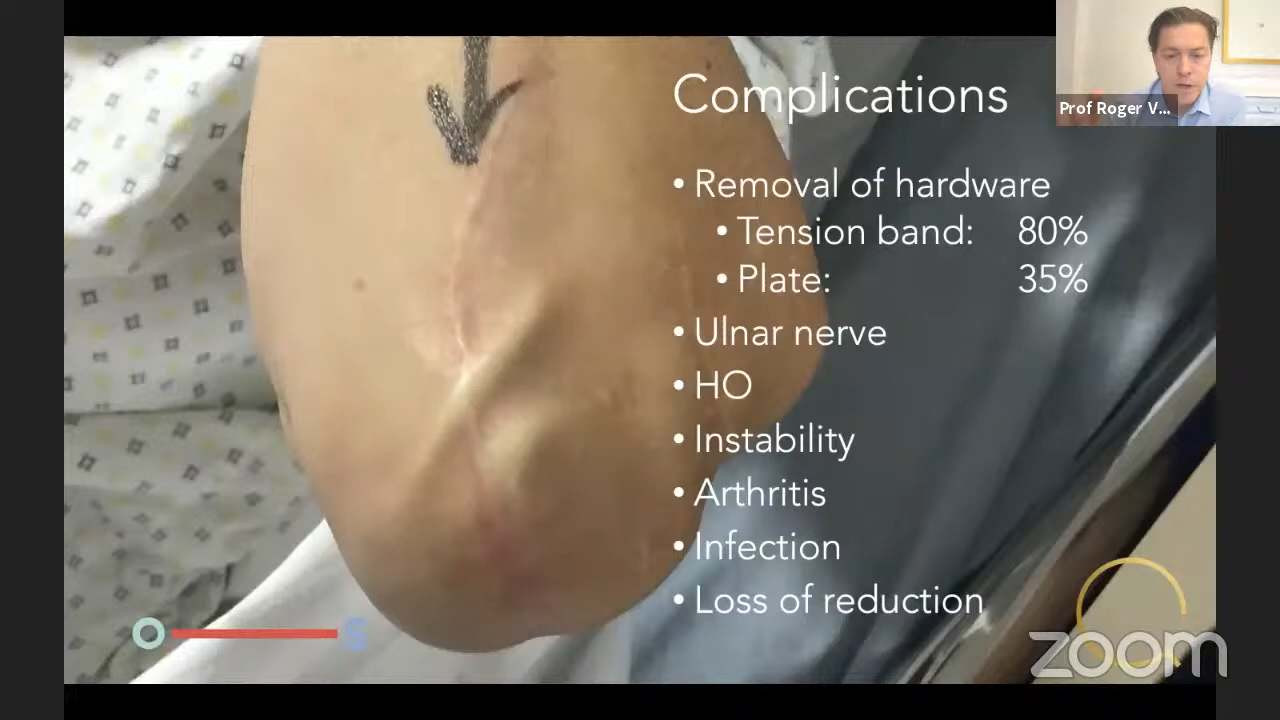 Complications
Prof Roger V...
• Removal of hardware
• Tension band: 80%
• Plate: 35%
• Ulnar nerve
• HO
• Instability
• Arthritis
• Infection
• Loss of reduction
O S
zoom